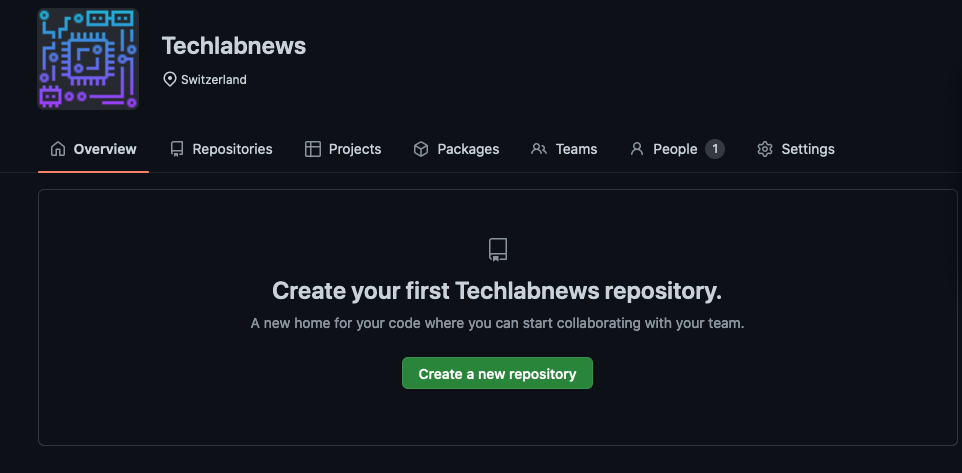 Techlabnews
Switzerland
Overview Repositories Projects Packages Teams People 1 Settings
Create your first Techlabnews repository.
A new home for your code where you can start collaborating with your team.
Create a new repository